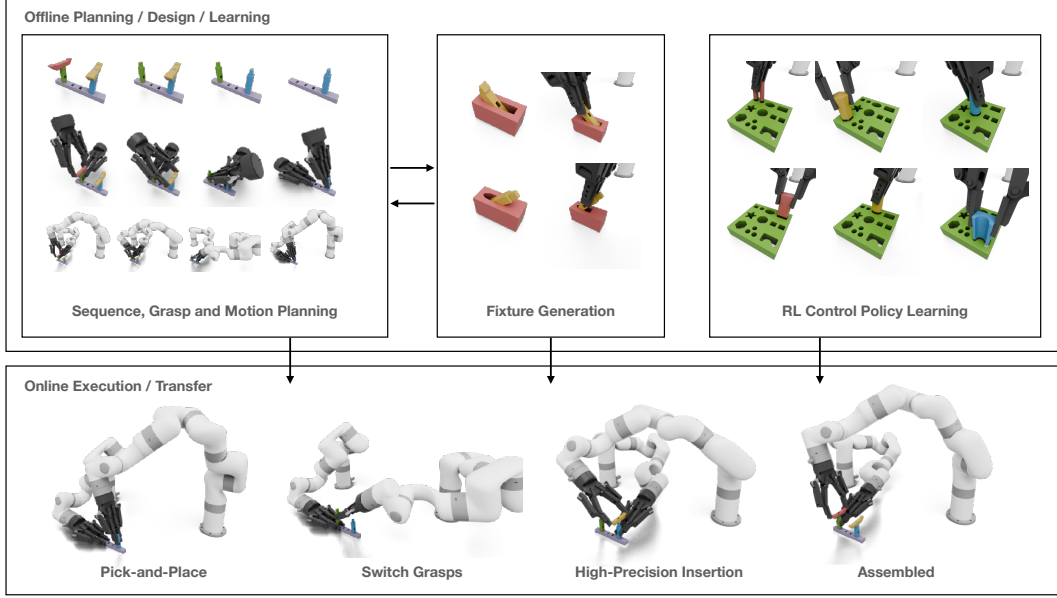 Offline Planning / Design / Learning
Sequence, Grasp and Motion Planning
Fixture Generation
RL Control Policy Learning
Online Execution / Transfer
Pick-and-Place
Switch Grasps
High-Precision Insertion
Assembled